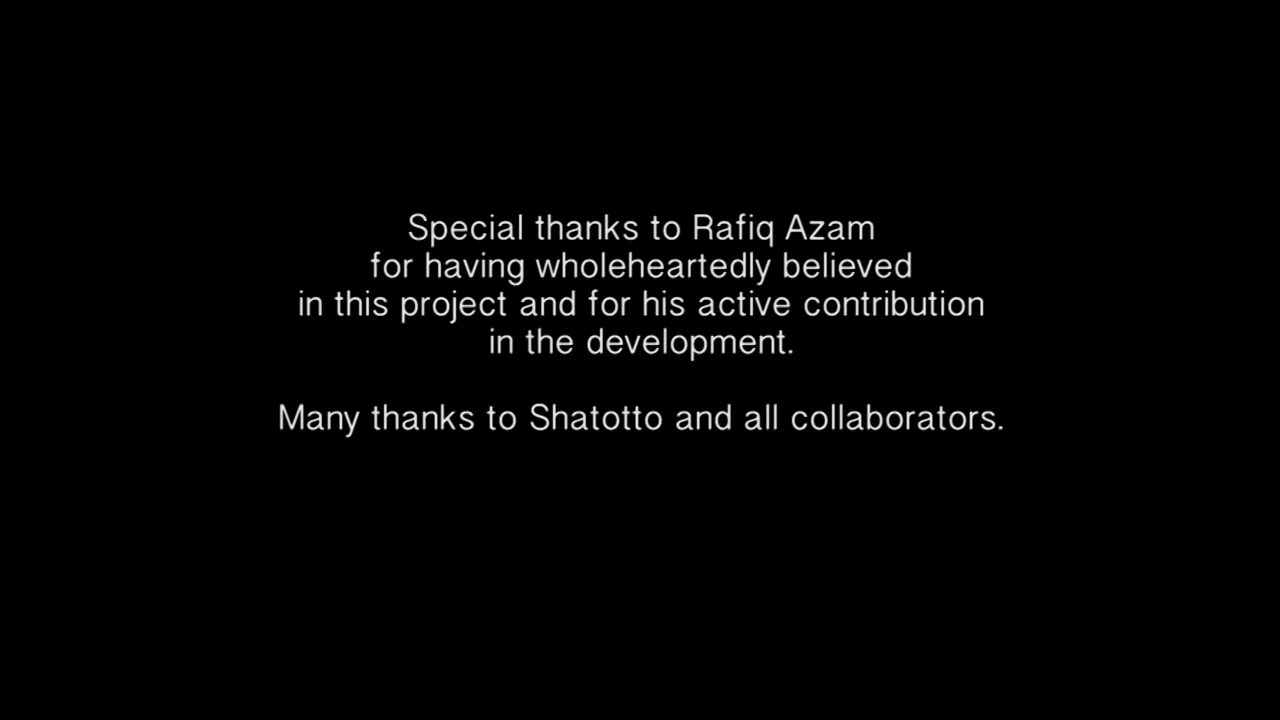 Special thanks to Rafiq Azam
for having wholeheartedly believed
in this project and for his active contribution
in the development.
Many thanks to Shatotto and all collaborators.